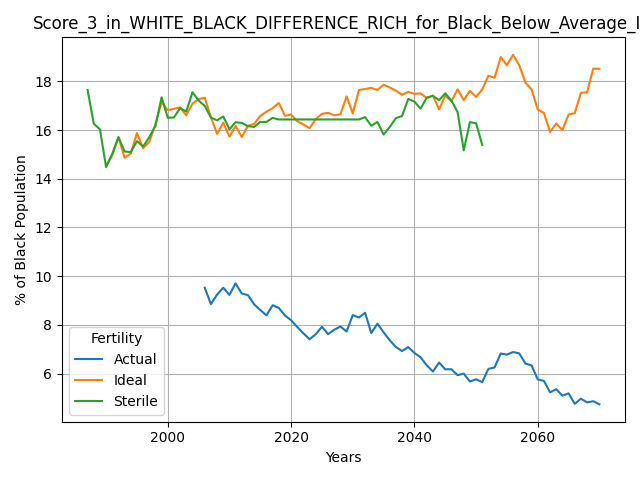 Score_3_in_WHITE_BLACK_DIFFERENCE_RICH_for_Black_Below_Average_I
18
16
14
12
10
8
6
% of Black Population
Fertility
Actual
Ideal
Sterile
2000 2020 2040 2060
Years